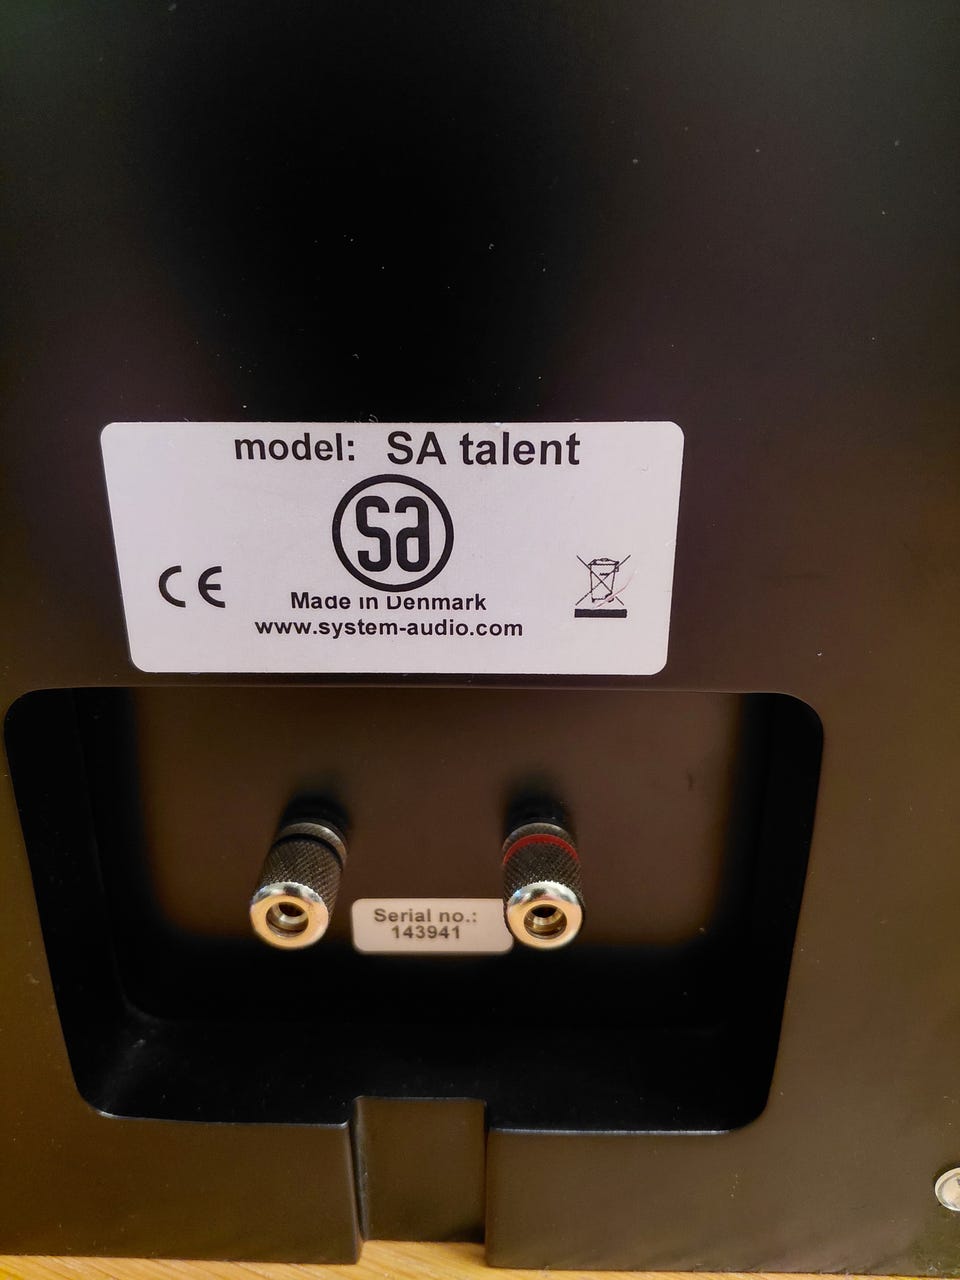 model: SA talent
sa
CE
Made in Denmark
www.system-audio.com
Serial no.:
143941